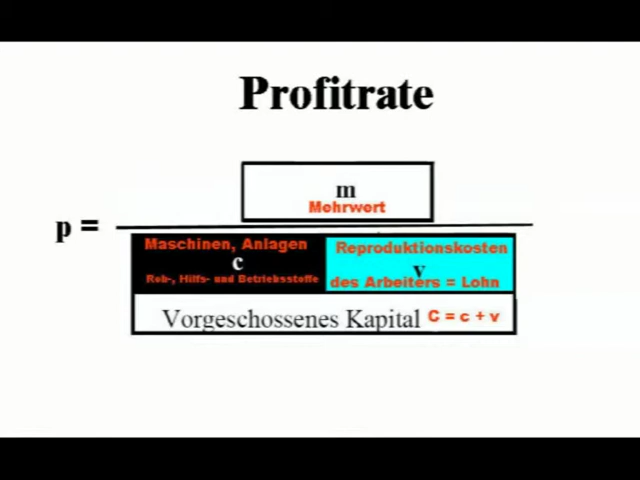 Profitrate
m
Mehrwert
p =
Maschinen, Anlagen
c
Roh-, Hilfs- und Betriebsstoffe
Reproduktionskosten
v
des Arbeiters = Lohn
Vorgeschossenes Kapital C = c + v